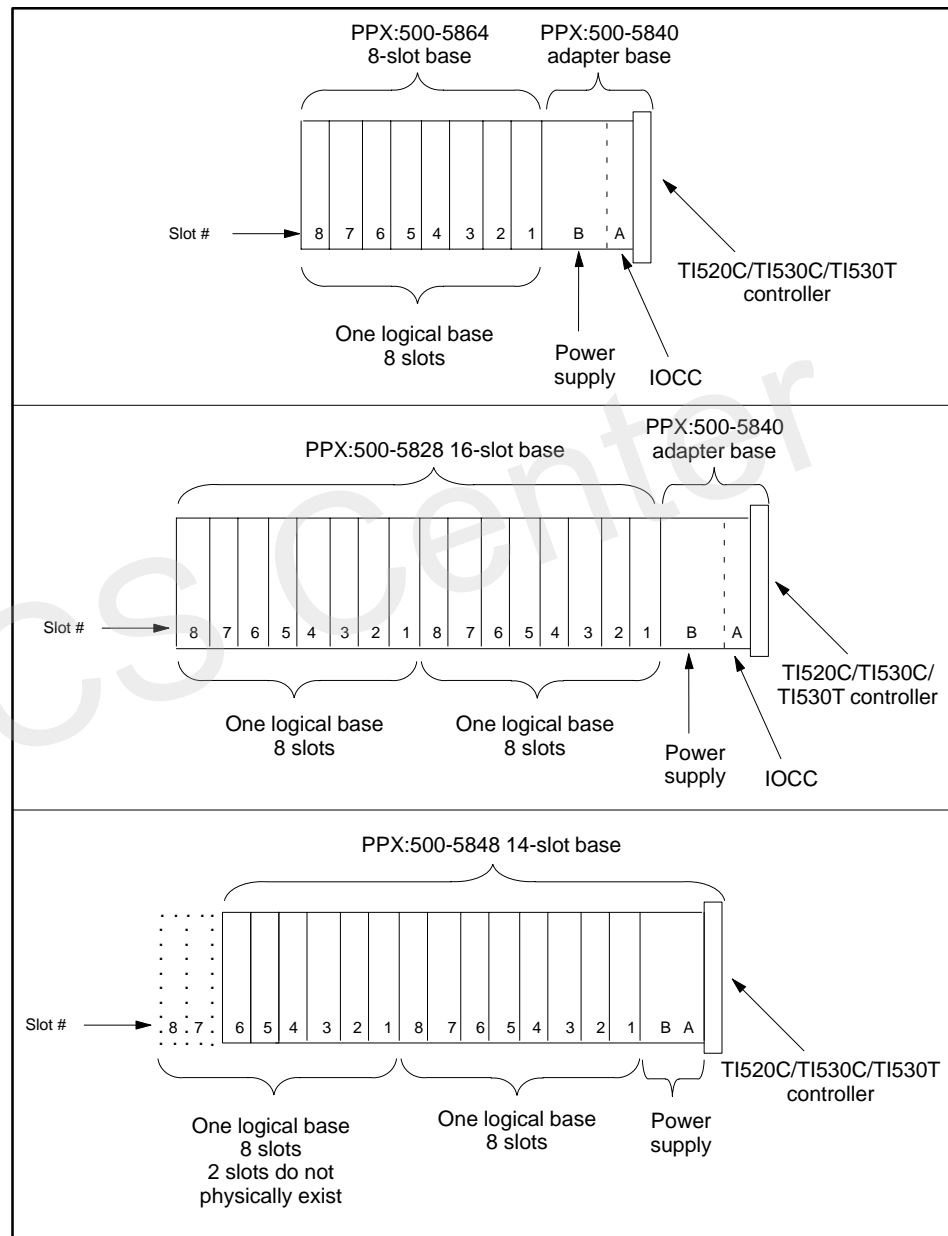 PPX:500-5864
8-slot base
PPX:500-5840
adapter base
Slot #
8 7 6 5 4 3 2 1 B A
TI520C/TI530C/TI530T
controller
One logical base
8 slots
Power
supply
IOCC
PPX:500-5828 16-slot base
PPX:500-5840
adapter base
Slot #
8 7 6 5 4 3 2 1 8 7 6 5 4 3 2 1 B A
TI520C/TI530C/
TI530T controller
One logical base
8 slots
One logical base
8 slots
Power
supply
IOCC
PPX:500-5848 14-slot base
Slot #
8 7 6 5 4 3 2 1 8 7 6 5 4 3 2 1 B A
TI520C/TI530C/TI530T
controller
One logical base
8 slots
2 slots do not
physically exist
One logical base
8 slots
Power
supply
CS Center